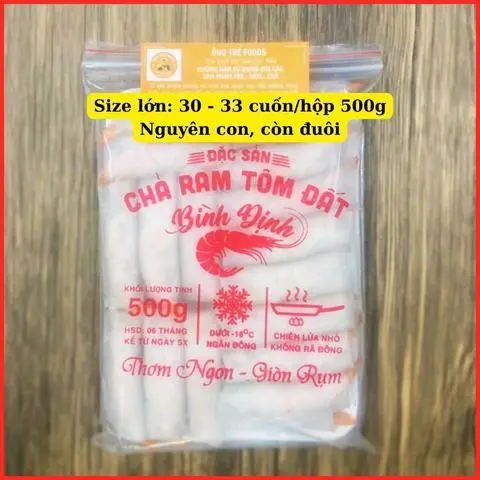 ÔNG TRE FOODS
Size lớn: 30 - 33 cuốn/hộp 500g
Nguyên con, còn đuôi
ĐẶC SẢN
CHẢ RAM TÔM ĐẤT
Bình Định
KHỐI LƯỢNG TỊNH
500g
HSD: 06 THÁNG
KỂ TỪ NGÀY SX
DƯỚI -18°C
NGĂN ĐÔNG
CHIÊN LỬA NHỎ
KHÔNG RÃ ĐÔNG
Thơm Ngon - Giòn Rụm